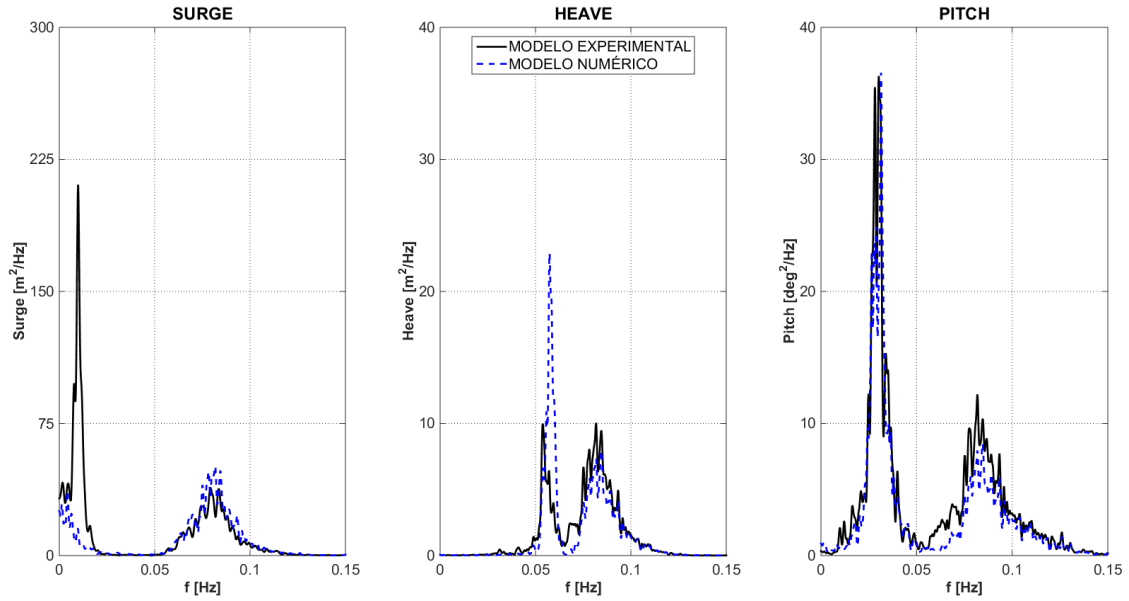 SURGE
300
225
150
75
0
Surge [m²/Hz]
0
0.05
0.1
0.15
f [Hz]
HEAVE
MODELO EXPERIMENTAL
MODELO NUMÉRICO
40
30
20
10
0
Heave [m²/Hz]
0
0.05
0.1
0.15
f [Hz]
PITCH
40
30
20
10
0
Pitch [deg²/Hz]
0
0.05
0.1
0.15
f [Hz]